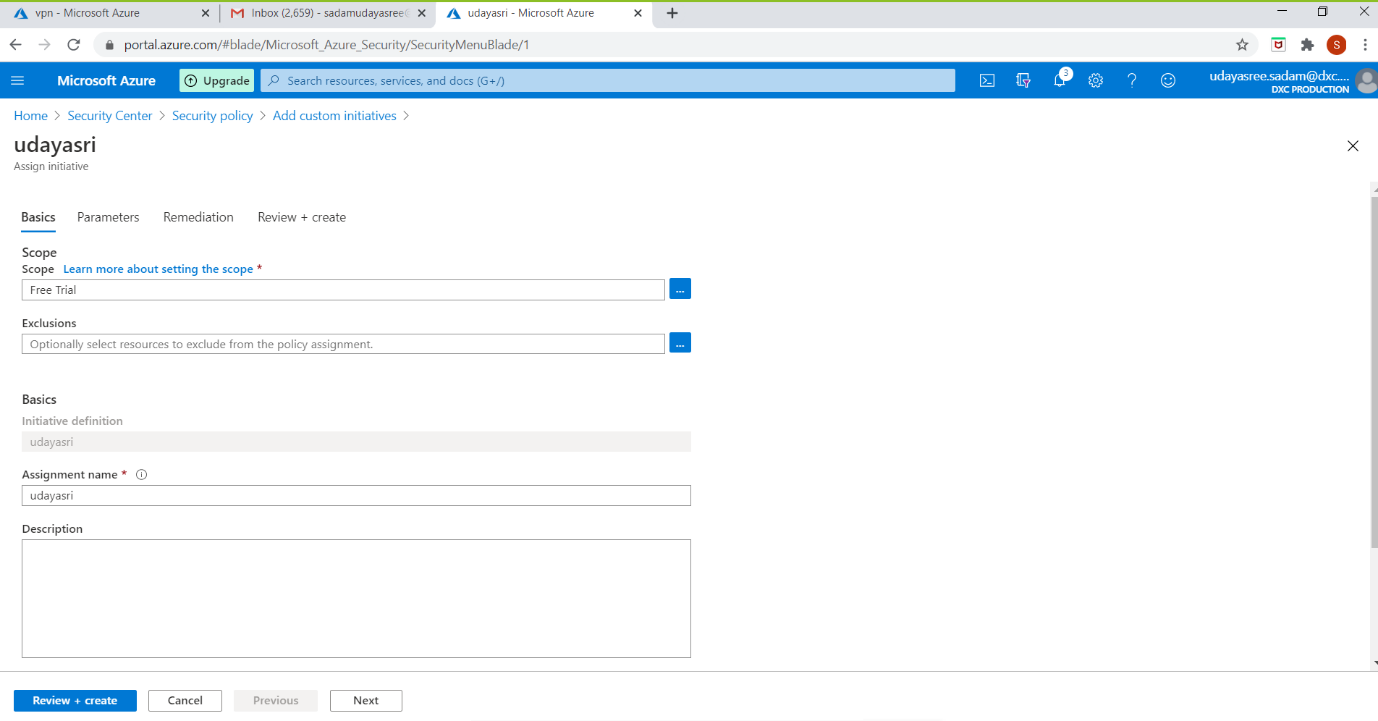 vpn - Microsoft Azure
Inbox (2,659) - sadamudayasree
udayasri - Microsoft Azure
portal.azure.com/#blade/Microsoft_Azure_Security/SecurityMenuBlade/1
S
Microsoft Azure
Upgrade
Search resources, services, and docs (G+/)
3
udayasree.sadam@dxc....
DXC PRODUCTION
Home > Security Center > Security policy > Add custom initiatives >
udayasri
Assign initiative
Basics Parameters Remediation Review + create
Scope
Scope Learn more about setting the scope *
Free Trial
...
Exclusions
Optionally select resources to exclude from the policy assignment.
...
Basics
Initiative definition
udayasri
Assignment name *
udayasri
Description
Review + create Cancel Previous Next